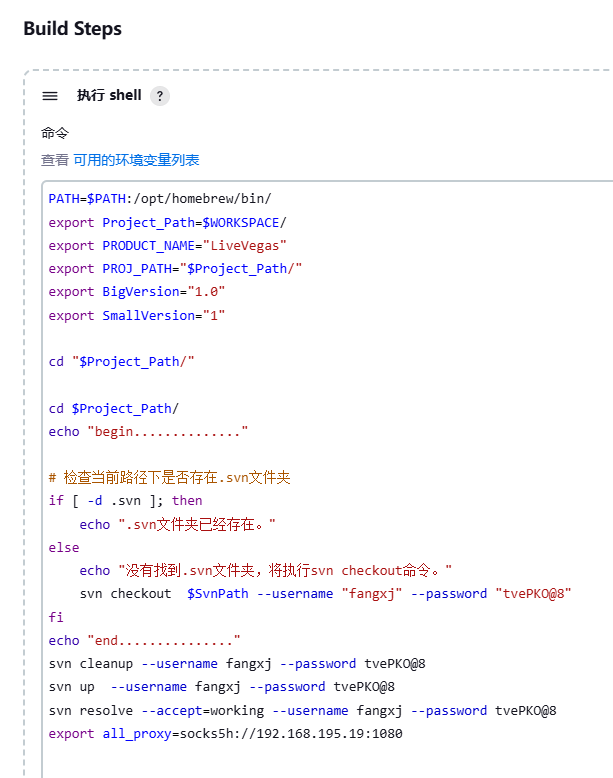 Build Steps
执行 shell ?
命令
查看 可用的环境变量列表
PATH=$PATH:/opt/homebrew/bin/
export Project_Path=$WORKSPACE/
export PRODUCT_NAME="LiveVegas"
export PROJ_PATH="$Project_Path/"
export BigVersion="1.0"
export SmallVersion="1"
cd "$Project_Path/"
cd $Project_Path/
echo "begin.............."
# 检查当前路径下是否存在.svn文件夹
if [ -d .svn ]; then
    echo ".svn文件夹已经存在。"
else
    echo "没有找到.svn文件夹，将执行svn checkout命令。"
    svn checkout  $SvnPath --username "fangxj" --password "tvePKO@8"
fi
echo "end..............."
svn cleanup --username fangxj --password tvePKO@8
svn up  --username fangxj --password tvePKO@8
svn resolve --accept=working --username fangxj --password tvePKO@8
export all_proxy=socks5h://192.168.195.19:1080